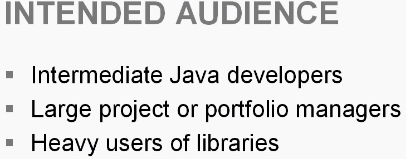 INTENDED AUDIENCE
▪ Intermediate Java developers
▪ Large project or portfolio managers
▪ Heavy users of libraries